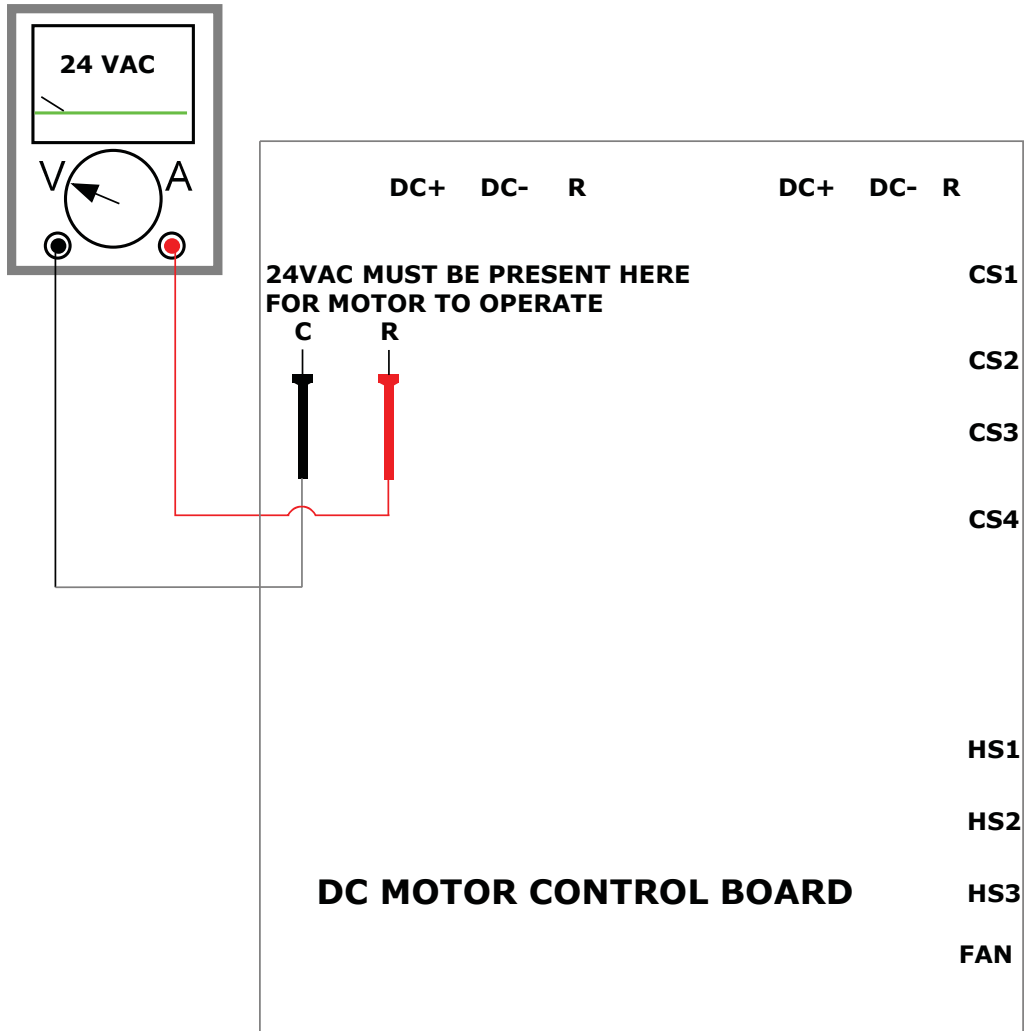 24 VAC
V A
DC+ DC- R DC+ DC- R
24VAC MUST BE PRESENT HERE
FOR MOTOR TO OPERATE
CS1
C R
CS2
CS3
CS4
HS1
HS2
DC MOTOR CONTROL BOARD
HS3
FAN